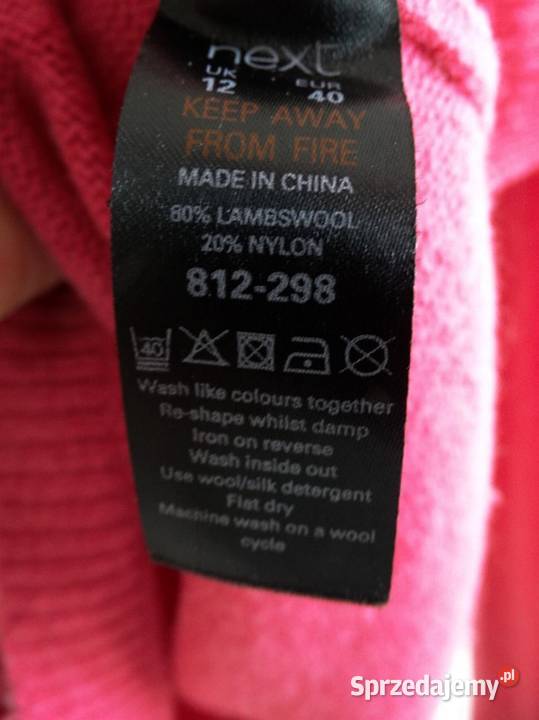 next
UK EUR
12 40
KEEP AWAY
FROM FIRE
MADE IN CHINA
80% LAMBSWOOL
20% NYLON
812-298
40
Wash like colours together
Re-shape whilst damp
Iron on reverse
Wash inside out
Use wool/silk detergent
Flat dry
Machine wash on a wool
cycle
Sprzedajemy.pl